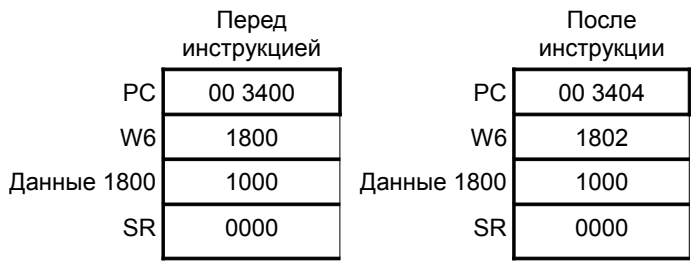 Перед
инструкцией
После
инструкции
PC 00 3400 PC 00 3404
W6 1800 W6 1802
Данные 1800 1000 Данные 1800 1000
SR 0000 SR 0000